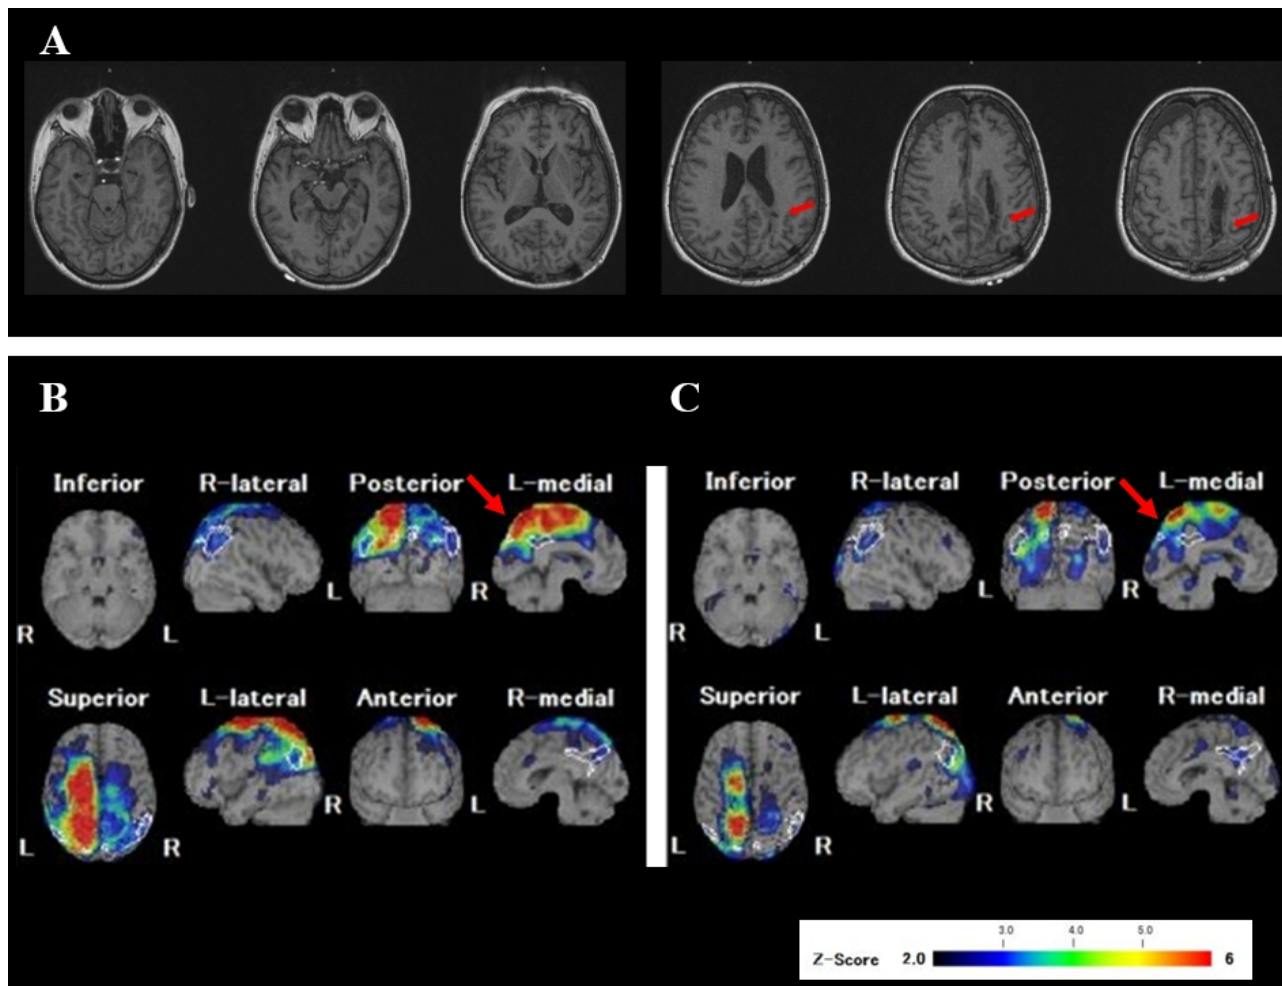 A
B
C
Inferior R-lateral Posterior L-medial
L R
R L
Superior L-lateral Anterior R-medial
R L
L R
Inferior R-lateral Posterior L-medial
L R
R L
Superior L-lateral Anterior R-medial
R L
L R
3.0 4.0 5.0
Z-Score 2.0 6